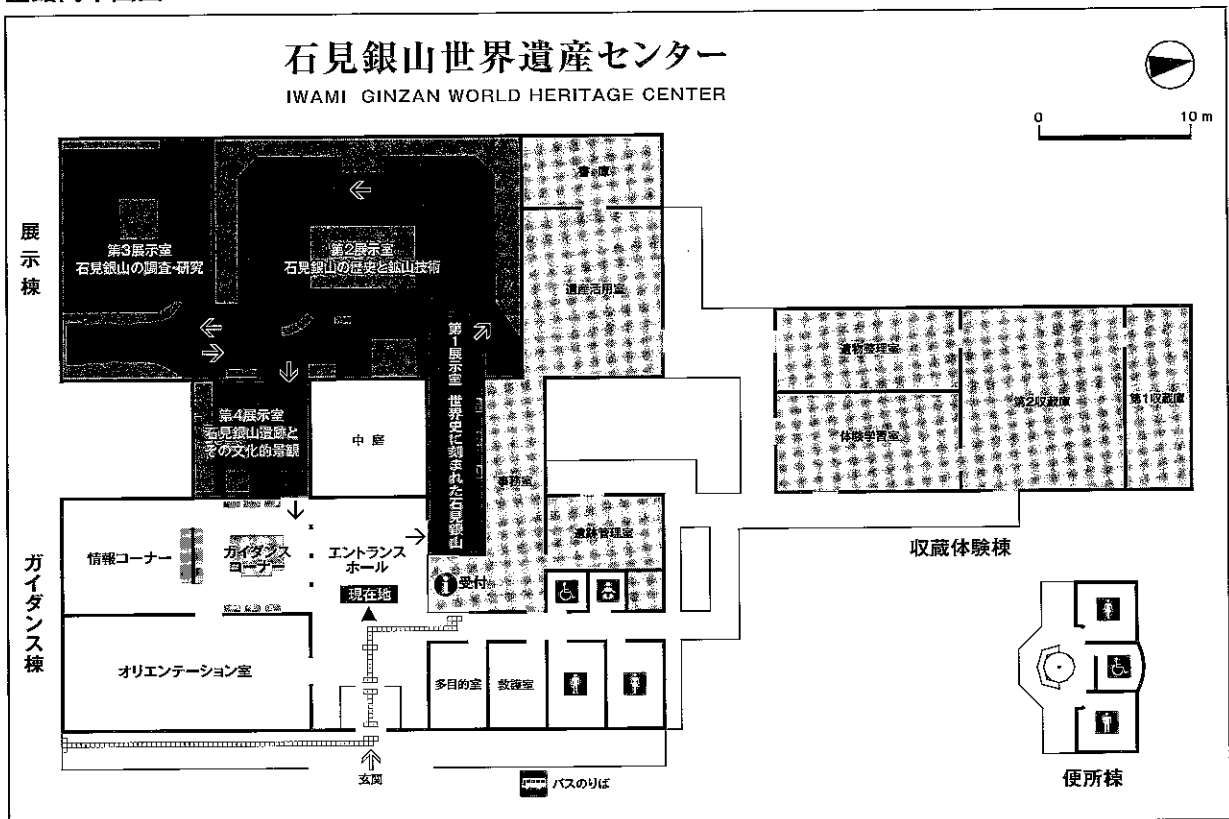 石見銀山世界遺産センター
IWAMI GINZAN WORLD HERITAGE CENTER
0 10 m
展示棟
第3展示室
石見銀山の調査・研究
第2展示室
石見銀山の歴史と鉱山技術
書庫
遺産活用室
第1展示室 世界史に刻まれた石見銀山
第4展示室
石見銀山遺跡と
その文化的景観
中庭
事務室
遺物整理室
体験学習室
第2収蔵庫
第1収蔵庫
収蔵体験棟
ガイダンス棟
情報コーナー
ガイダンス
コーナー
エントランス
ホール
現在地
受付
遺跡管理室
オリエンテーション室
多目的室
救護室
玄関
バスのりば
便所棟